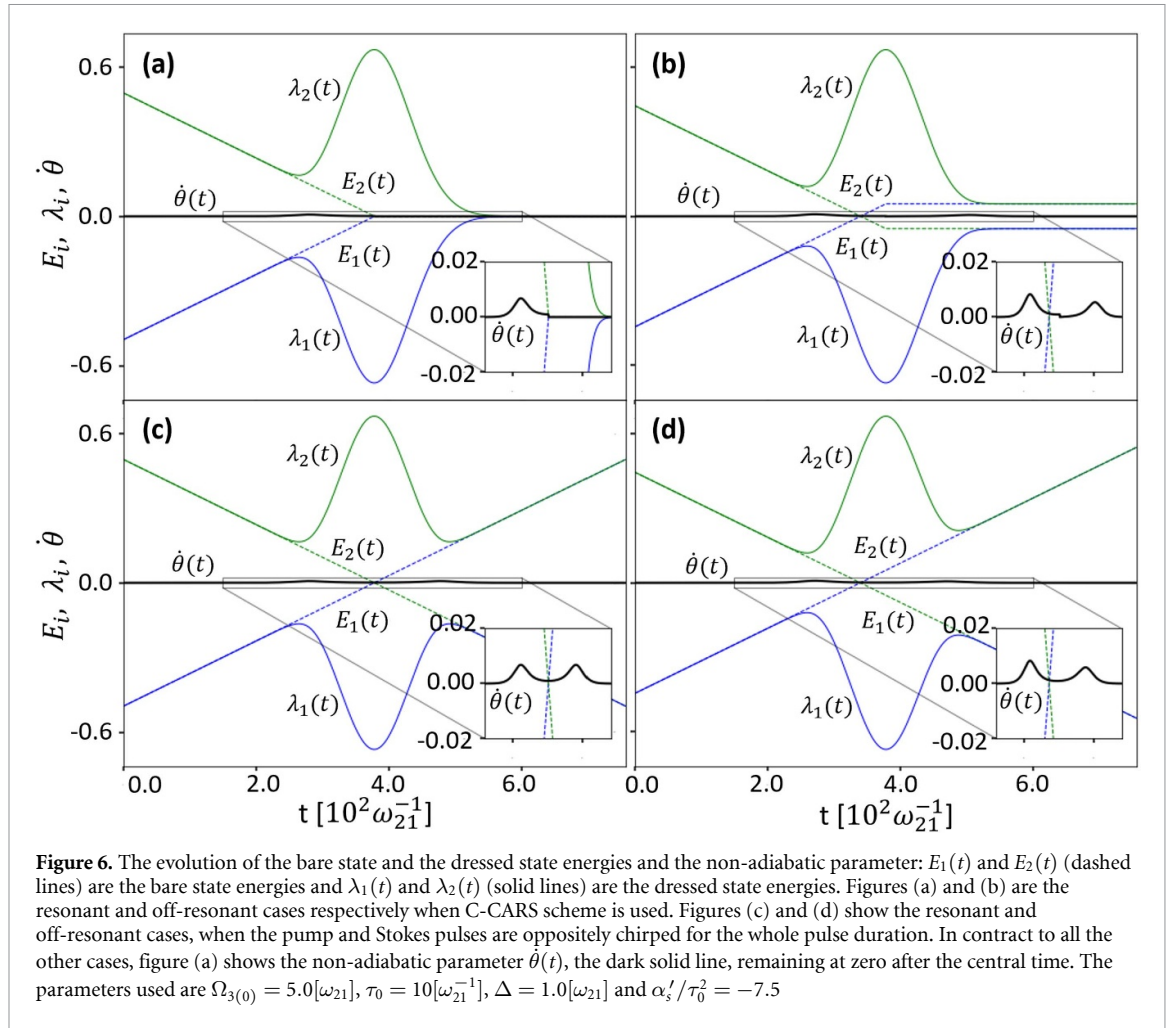 (a)
(b)
0.6
λ₂(t)
λ₂(t)
E₂(t)
E₂(t)
θ̇(t)
θ̇(t)
0.0
E₁(t)
E₁(t)
0.02
0.02
0.00
0.00
θ̇(t)
θ̇(t)
λ₁(t)
λ₁(t)
-0.02
-0.02
-0.6
Eᵢ, λᵢ, θ̇
(c)
(d)
0.6
λ₂(t)
λ₂(t)
E₂(t)
E₂(t)
θ̇(t)
θ̇(t)
0.0
E₁(t)
E₁(t)
0.02
0.02
0.00
0.00
θ̇(t)
θ̇(t)
λ₁(t)
λ₁(t)
-0.02
-0.02
-0.6
Eᵢ, λᵢ, θ̇
0.0 2.0 4.0 6.0
0.0 2.0 4.0 6.0
t [10²ω₂₁⁻¹]
t [10²ω₂₁⁻¹]
Figure 6. The evolution of the bare state and the dressed state energies and the non-adiabatic parameter: E₁(t) and E₂(t) (dashed
lines) are the bare state energies and λ₁(t) and λ₂(t) (solid lines) are the dressed state energies. Figures (a) and (b) are the
resonant and off-resonant cases respectively when C-CARS scheme is used. Figures (c) and (d) show the resonant and
off-resonant cases, when the pump and Stokes pulses are oppositely chirped for the whole pulse duration. In contract to all the
other cases, figure (a) shows the non-adiabatic parameter θ̇(t), the dark solid line, remaining at zero after the central time. The
parameters used are Ω₃₍₀₎ = 5.0[ω₂₁], τ₀ = 10[ω₂₁⁻¹], Δ = 1.0[ω₂₁] and α′ₛ/τ₀² = −7.5